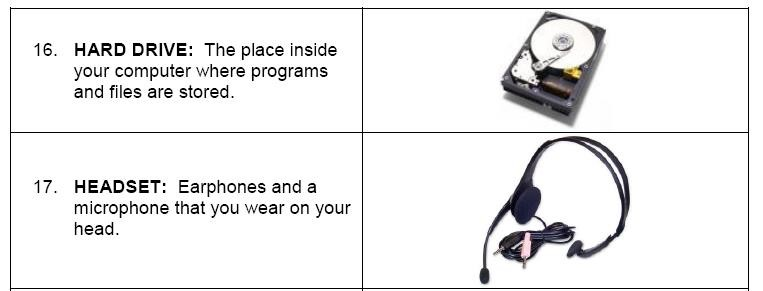 16. HARD DRIVE: The place inside
your computer where programs
and files are stored.
17. HEADSET: Earphones and a
microphone that you wear on your
head.